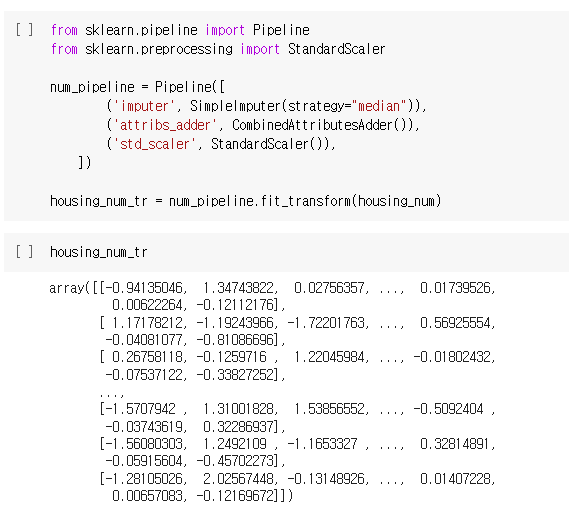 [ ] from sklearn.pipeline import Pipeline
from sklearn.preprocessing import StandardScaler
num_pipeline = Pipeline([
('imputer', SimpleImputer(strategy="median")),
('attribs_adder', CombinedAttributesAdder()),
('std_scaler', StandardScaler()),
])
housing_num_tr = num_pipeline.fit_transform(housing_num)
[ ] housing_num_tr
array([[-0.94135046, 1.34743822, 0.02756357, ..., 0.01739526,
0.00622264, -0.12112176],
[ 1.17178212, -1.19243966, -1.72201763, ..., 0.56925554,
-0.04081077, -0.81086696],
[ 0.26758118, -0.1259716 , 1.22045984, ..., -0.01802432,
-0.07537122, -0.33827252],
...,
[-1.5707942 , 1.31001828, 1.53856552, ..., -0.5092404 ,
-0.03743619, 0.32286937],
[-1.56080303, 1.2492109 , -1.1653327 , ..., 0.32814891,
-0.05915604, -0.45702273],
[-1.28105026, 2.02567448, -0.13148926, ..., 0.01407228,
0.00657083, -0.12169672]])